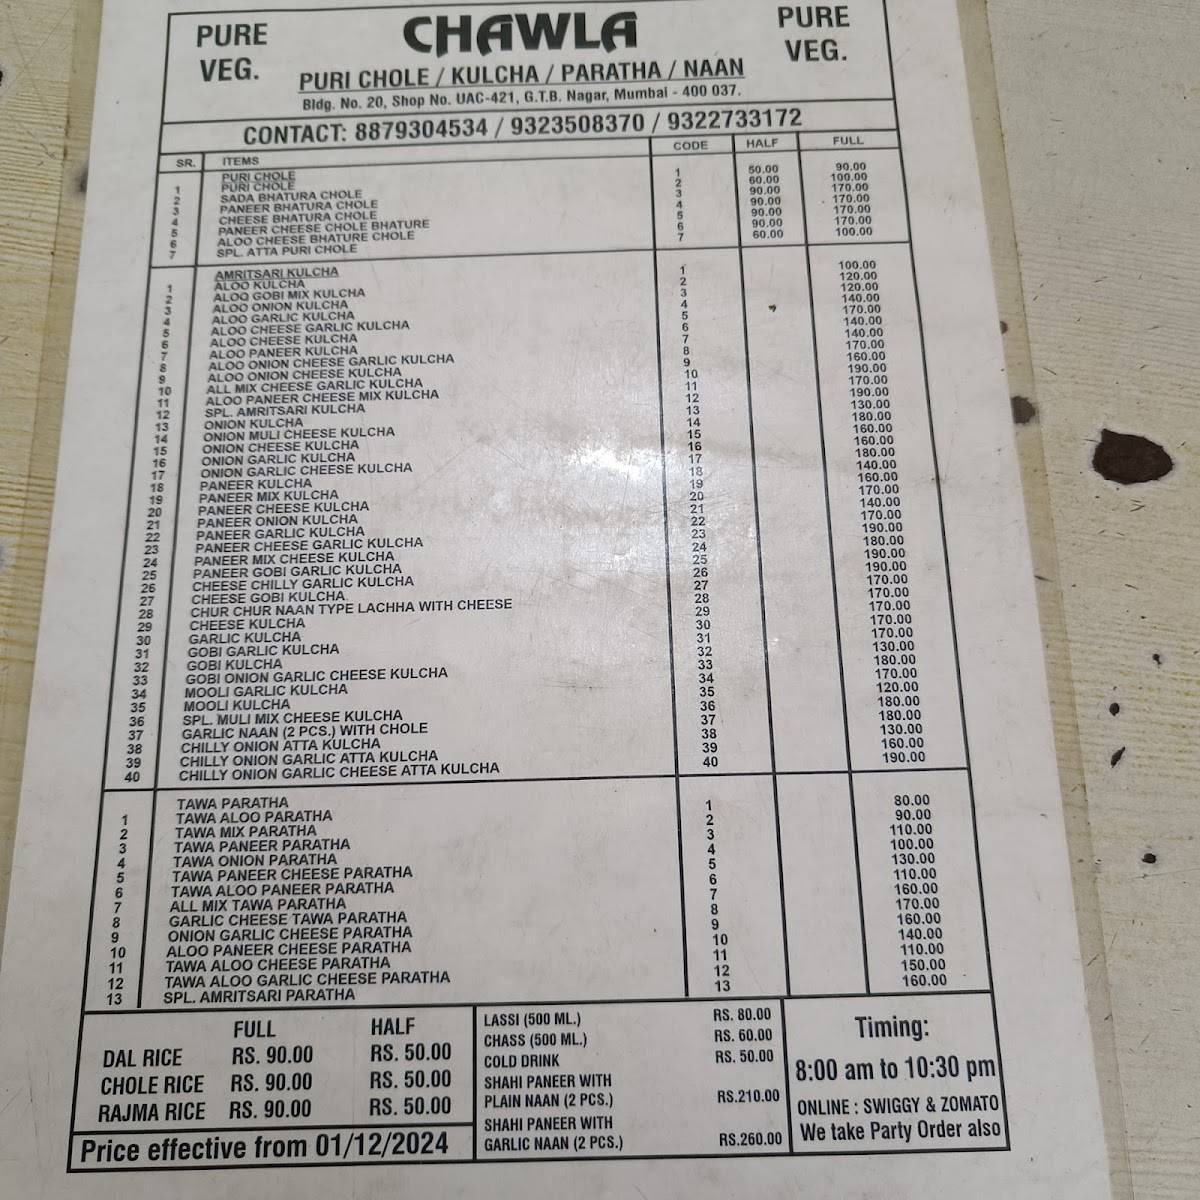 PURE VEG.
CHAWLA
PURE VEG.
PURI CHOLE / KULCHA / PARATHA / NAAN
Bldg. No. 20, Shop No. UAC-421, G.T.B. Nagar, Mumbai - 400 037.
CONTACT: 8879304534 / 9323508370 / 9322733172
SR. ITEMS CODE HALF FULL
PURI CHOLE
1 PURI CHOLE 1 50.00 90.00
2 SADA BHATURA CHOLE 2 60.00 100.00
3 PANEER BHATURA CHOLE 3 90.00 170.00
4 CHEESE BHATURA CHOLE 4 90.00 170.00
5 PANEER CHEESE CHOLE BHATURE 5 90.00 170.00
6 ALOO CHEESE BHATURE CHOLE 6 90.00 170.00
7 SPL. ATTA PURI CHOLE 7 60.00 100.00
AMRITSARI KULCHA
1 ALOO KULCHA 1 100.00
2 ALOO GOBI MIX KULCHA 2 120.00
3 ALOO ONION KULCHA 3 120.00
4 ALOO GARLIC KULCHA 4 140.00
5 ALOO CHEESE GARLIC KULCHA 5 170.00
6 ALOO CHEESE KULCHA 6 140.00
7 ALOO PANEER KULCHA 7 140.00
8 ALOO ONION CHEESE GARLIC KULCHA 8 170.00
9 ALOO ONION CHEESE KULCHA 9 160.00
10 ALL MIX CHEESE GARLIC KULCHA 10 190.00
11 ALOO PANEER CHEESE MIX KULCHA 11 170.00
12 SPL. AMRITSARI KULCHA 12 190.00
13 ONION KULCHA 13 130.00
14 ONION MULI CHEESE KULCHA 14 180.00
15 ONION CHEESE KULCHA 15 160.00
16 ONION GARLIC KULCHA 16 160.00
17 ONION GARLIC CHEESE KULCHA 17 180.00
18 PANEER KULCHA 18 140.00
19 PANEER MIX KULCHA 19 160.00
20 PANEER CHEESE KULCHA 20 170.00
21 PANEER ONION KULCHA 21 140.00
22 PANEER GARLIC KULCHA 22 170.00
23 PANEER CHEESE GARLIC KULCHA 23 190.00
24 PANEER MIX CHEESE KULCHA 24 180.00
25 PANEER GOBI GARLIC KULCHA 25 190.00
26 CHEESE CHILLY GARLIC KULCHA 26 190.00
27 CHEESE GOBI KULCHA. 27 170.00
28 CHUR CHUR NAAN TYPE LACHHA WITH CHEESE 28 170.00
29 CHEESE KULCHA 29 170.00
30 GARLIC KULCHA 30 170.00
31 GOBI GARLIC KULCHA 31 170.00
32 GOBI KULCHA 32 130.00
33 GOBI ONION GARLIC CHEESE KULCHA 33 180.00
34 MOOLI GARLIC KULCHA 34 170.00
35 MOOLI KULCHA 35 120.00
36 SPL. MULI MIX CHEESE KULCHA 36 180.00
37 GARLIC NAAN (2 PCS.) WITH CHOLE 37 180.00
38 CHILLY ONION ATTA KULCHA 38 130.00
39 CHILLY ONION GARLIC ATTA KULCHA 39 160.00
40 CHILLY ONION GARLIC CHEESE ATTA KULCHA 40 190.00
TAWA PARATHA
1 TAWA ALOO PARATHA 1 80.00
2 TAWA MIX PARATHA 2 90.00
3 TAWA PANEER PARATHA 3 110.00
4 TAWA ONION PARATHA 4 100.00
5 TAWA PANEER CHEESE PARATHA 5 130.00
6 TAWA ALOO PANEER PARATHA 6 110.00
7 ALL MIX TAWA PARATHA 7 160.00
8 GARLIC CHEESE TAWA PARATHA 8 170.00
9 ONION GARLIC CHEESE PARATHA 9 160.00
10 ALOO PANEER CHEESE PARATHA 10 140.00
11 TAWA ALOO CHEESE PARATHA 11 110.00
12 TAWA ALOO GARLIC CHEESE PARATHA 12 150.00
13 SPL. AMRITSARI PARATHA 13 160.00
FULL HALF
DAL RICE RS. 90.00 RS. 50.00
CHOLE RICE RS. 90.00 RS. 50.00
RAJMA RICE RS. 90.00 RS. 50.00
Price effective from 01/12/2024
LASSI (500 ML.) RS. 80.00
CHASS (500 ML.) RS. 60.00
COLD DRINK RS. 50.00
SHAHI PANEER WITH
PLAIN NAAN (2 PCS.) RS.210.00
SHAHI PANEER WITH
GARLIC NAAN (2 PCS.) RS.260.00
Timing:
8:00 am to 10:30 pm
ONLINE : SWIGGY & ZOMATO
We take Party Order also